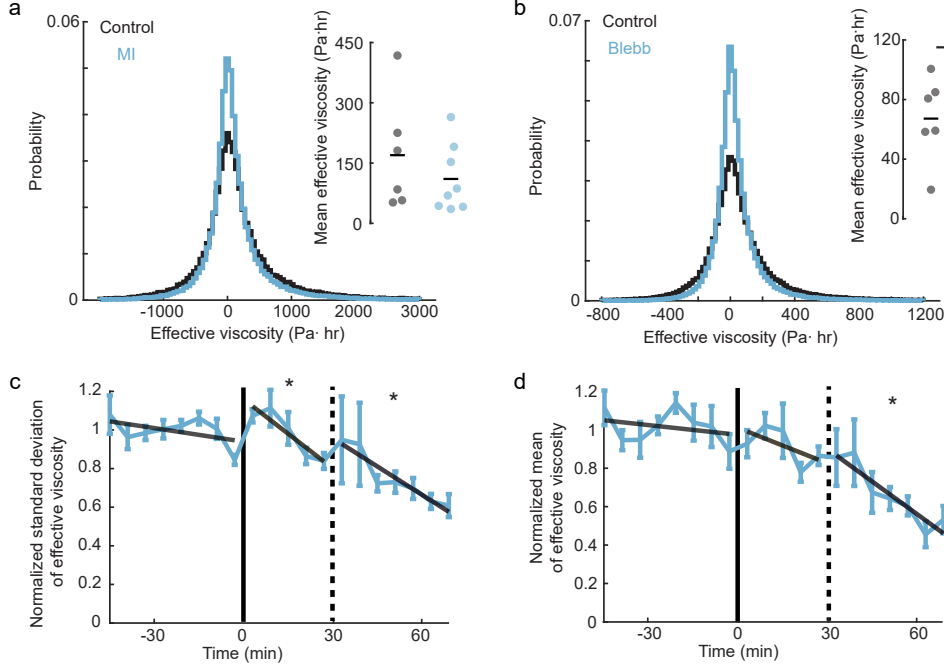 a
0.06
Control
MI
Probability
0
-1000
0
1000
2000
3000
Effective viscosity (Pa· hr)
Mean effective viscosity (Pa·hr)
450
300
150
0
b
0.07
Control
Blebb
Probability
0
-800
-400
0
400
800
1200
Effective viscosity (Pa· hr)
Mean effective viscosity (Pa·hr)
120
80
40
0
c
Normalized standard deviation
of effective viscosity
1.2
1
0.8
0.6
0.4
0.2
0
*
*
-30
0
30
60
Time (min)
d
Normalized mean
of effective viscosity
1.2
1
0.8
0.6
0.4
0.2
0
*
-30
0
30
60
Time (min)